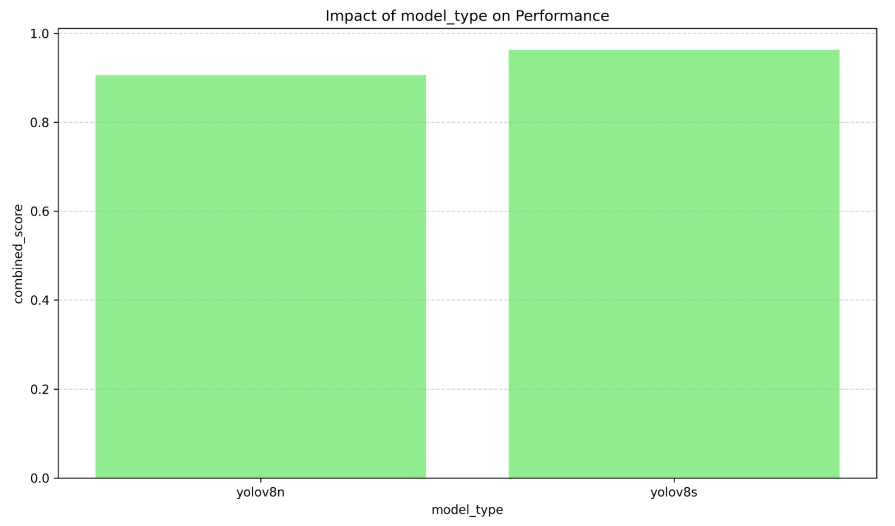 Impact of model_type on Performance
1.0
0.8
0.6
0.4
0.2
0.0
combined_score
yolov8n
yolov8s
model_type